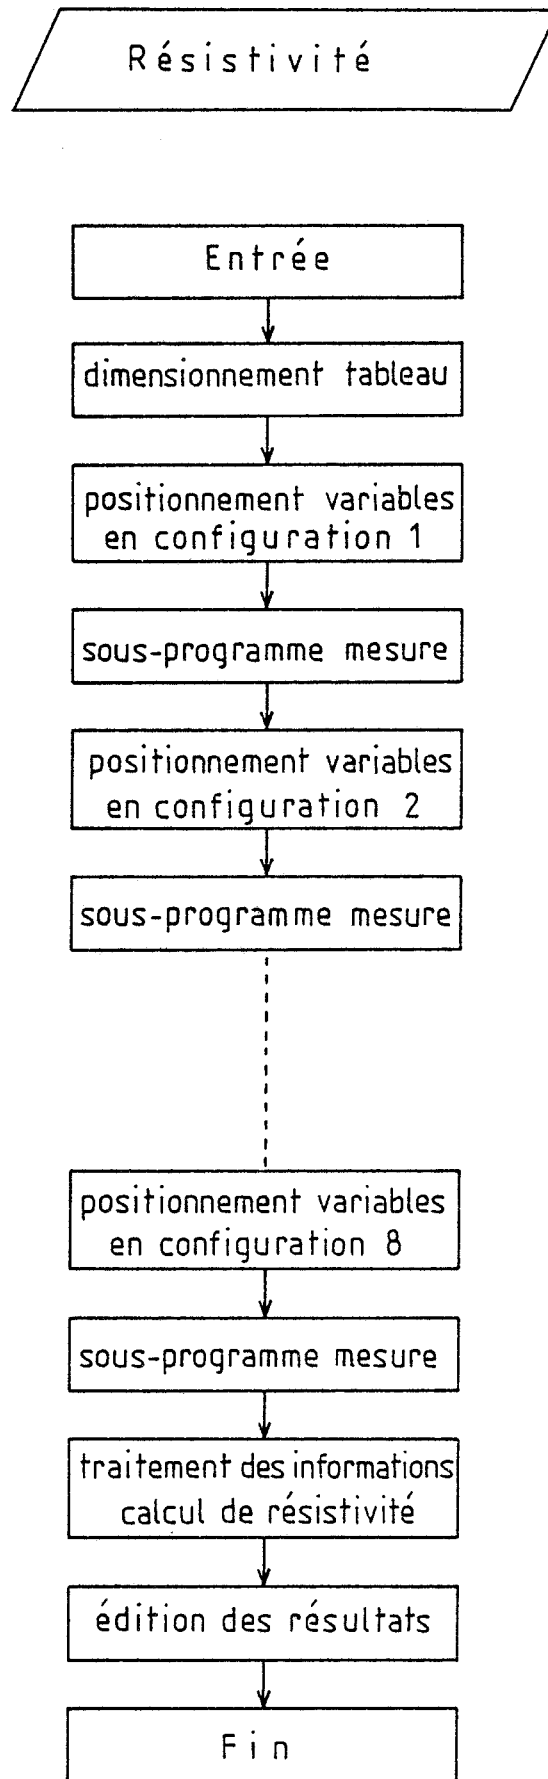 Résistivité
Entrée
dimensionnement tableau
positionnement variables
en configuration 1
sous-programme mesure
positionnement variables
en configuration 2
sous-programme mesure
positionnement variables
en configuration 8
sous-programme mesure
traitement des informations
calcul de résistivité
édition des résultats
Fin